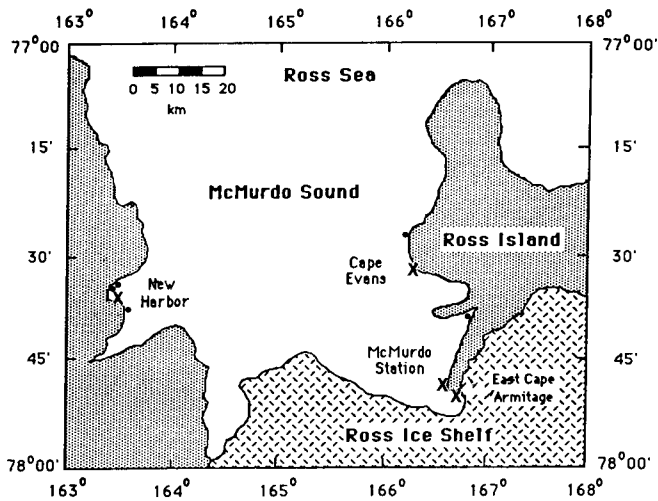 163° 164° 165° 166° 167° 168°
77°00' 77°00'
Ross Sea
0 5 10 15 20
km
15' 15'
McMurdo Sound
Ross Island
Cape
Evans
30' 30'
New
Harbor
McMurdo
Station
45' 45'
East Cape
Armitage
Ross Ice Shelf
78°00' 78°00'
163° 164° 165° 166° 167° 168°